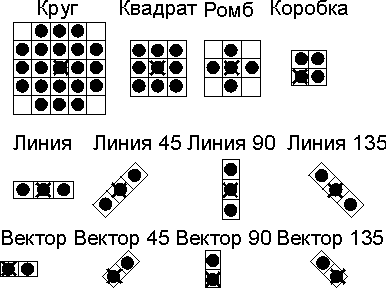 Круг Квадрат Ромб Коробка
Линия Линия 45 Линия 90 Линия 135
Вектор Вектор 45 Вектор 90 Вектор 135